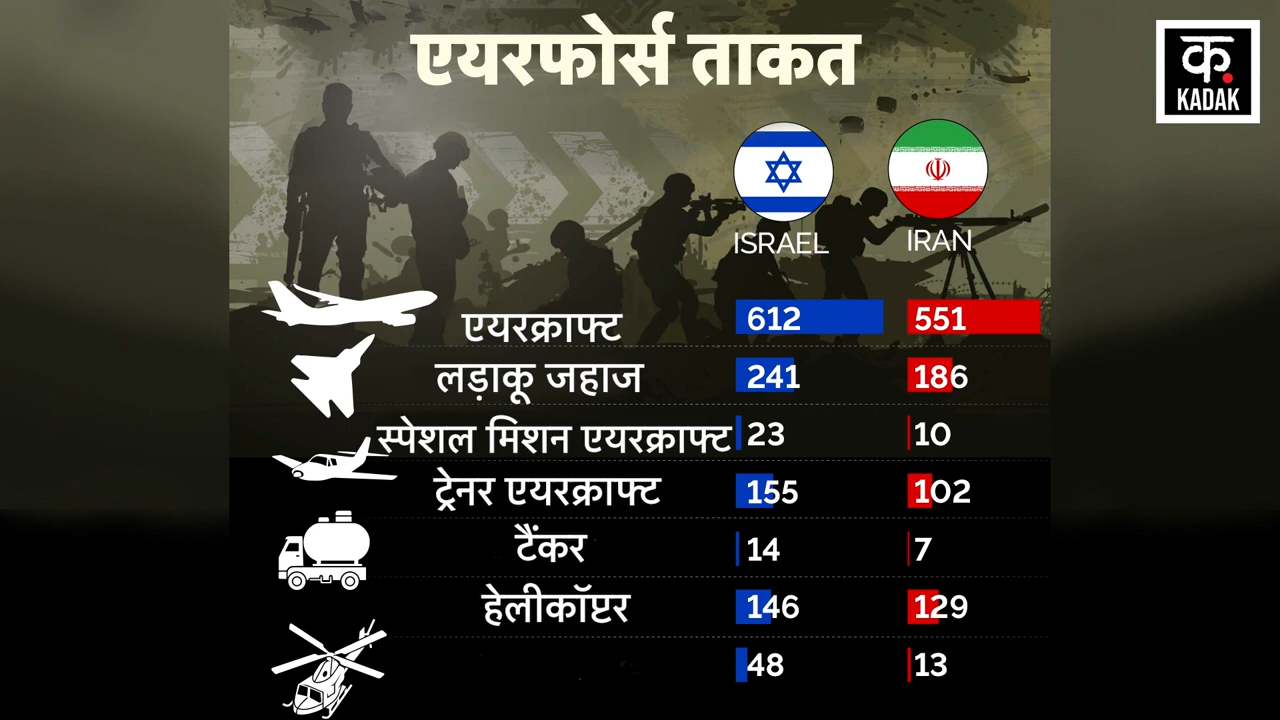 एयरफोर्स ताकत
क.
KADAK
ISRAEL IRAN
एयरक्राफ्ट 612 551
लड़ाकू जहाज 241 186
स्पेशल मिशन एयरक्राफ्ट 23 10
ट्रेनर एयरक्राफ्ट 155 102
टैंकर 14 7
हेलीकॉप्टर 146 129
48 13